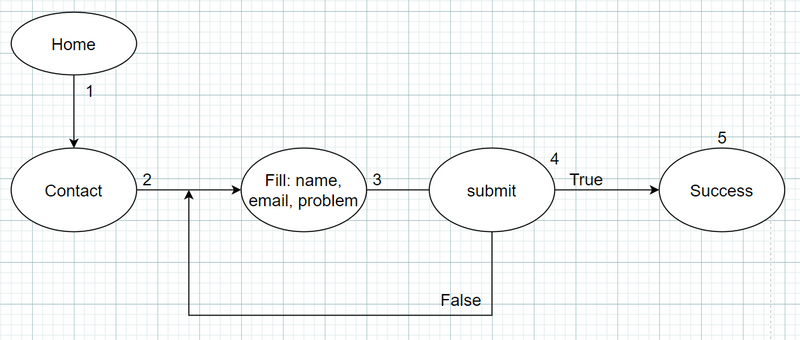 Home
1
Contact
2
Fill: name,
email, problem
3
submit
4
True
5
Success
False